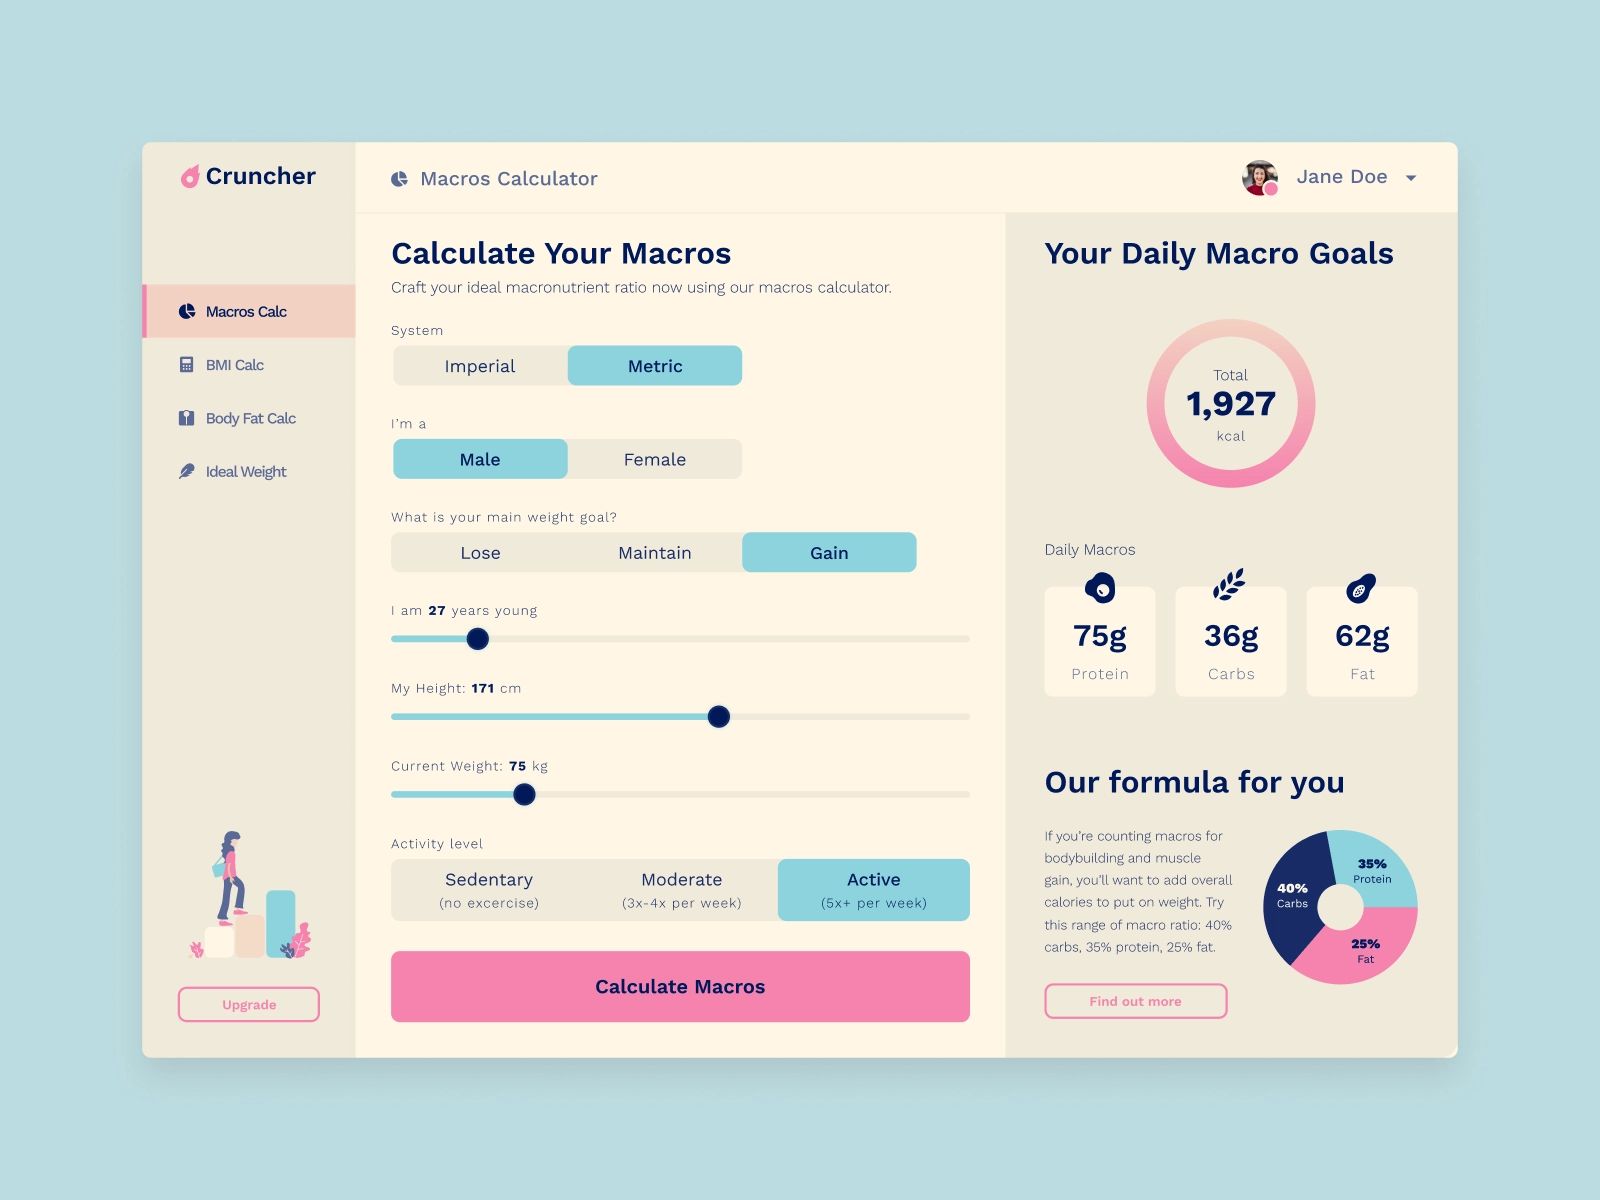 Cruncher
Macros Calculator
Jane Doe
Macros Calc
BMI Calc
Body Fat Calc
Ideal Weight
Upgrade
Calculate Your Macros
Craft your ideal macronutrient ratio now using our macros calculator.
System
Imperial
Metric
I'm a
Male
Female
What is your main weight goal?
Lose
Maintain
Gain
I am 27 years young
My Height: 171 cm
Current Weight: 75 kg
Activity level
Sedentary
(no excercise)
Moderate
(3x-4x per week)
Active
(5x+ per week)
Calculate Macros
Your Daily Macro Goals
Total
1,927
kcal
Daily Macros
75g
Protein
36g
Carbs
62g
Fat
Our formula for you
If you're counting macros for
bodybuilding and muscle
gain, you'll want to add overall
calories to put on weight. Try
this range of macro ratio: 40%
carbs, 35% protein, 25% fat.
Find out more
35%
Protein
40%
Carbs
25%
Fat